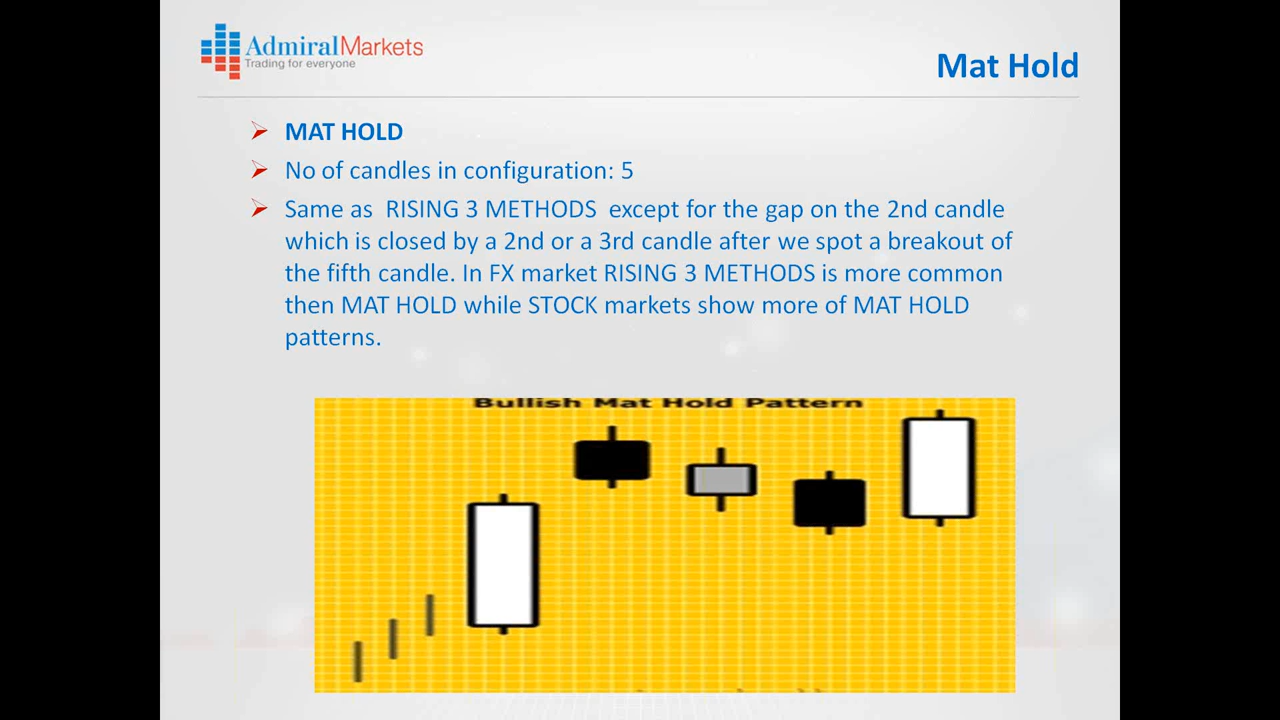 AdmiralMarkets
Trading for everyone
Mat Hold
MAT HOLD
No of candles in configuration: 5
Same as RISING 3 METHODS except for the gap on the 2nd candle
which is closed by a 2nd or a 3rd candle after we spot a breakout of
the fifth candle. In FX market RISING 3 METHODS is more common
then MAT HOLD while STOCK markets show more of MAT HOLD
patterns.
Bullish Mat Hold Pattern